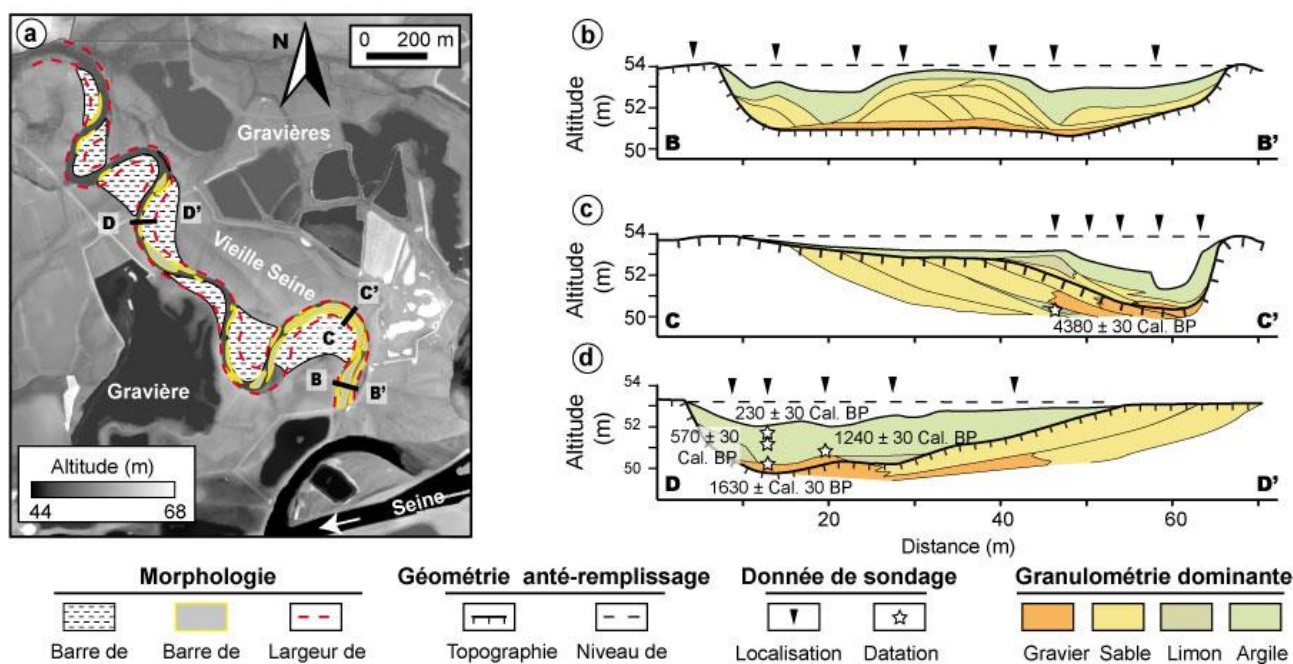 a
N
200 m
Gravières
D
D'
Vieille Seine
C'
C
B
B'
Gravière
Altitude (m)
44
68
Seine
b
Altitude
(m)
54
52
50
B
B'
c
Altitude
(m)
54
52
50
4380 ± 30 Cal. BP
C
C'
d
Altitude
(m)
54
52
50
230 ± 30 Cal. BP
570 ± 30
Cal. BP
1240 ± 30 Cal. BP
1630 ± Cal. 30 BP
D
D'
20
40
60
Distance (m)
Morphologie
Barre de
Barre de
Largeur de
Géométrie anté-remplissage
Topographie
Niveau de
Donnée de sondage
Localisation
Datation
Granulométrie dominante
Gravier
Sable
Limon
Argile